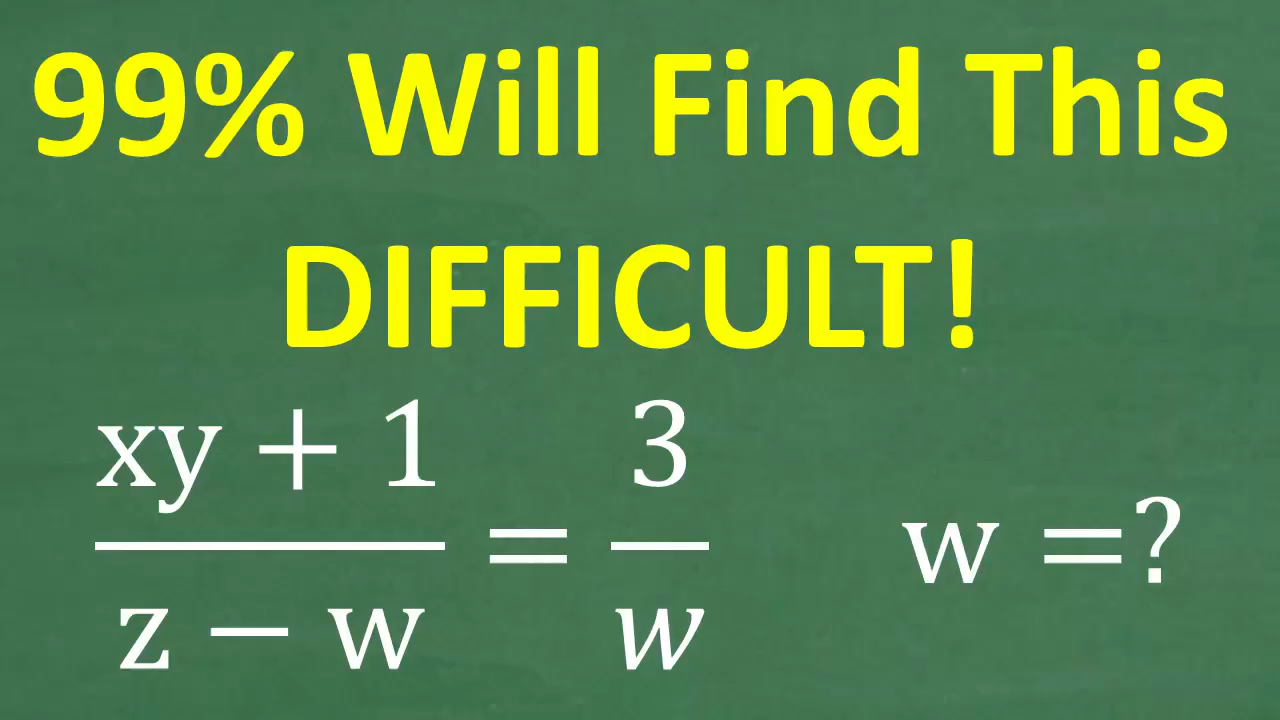 99% Will Find This
DIFFICULT!
xy + 1 / z − w = 3 / w    w =?